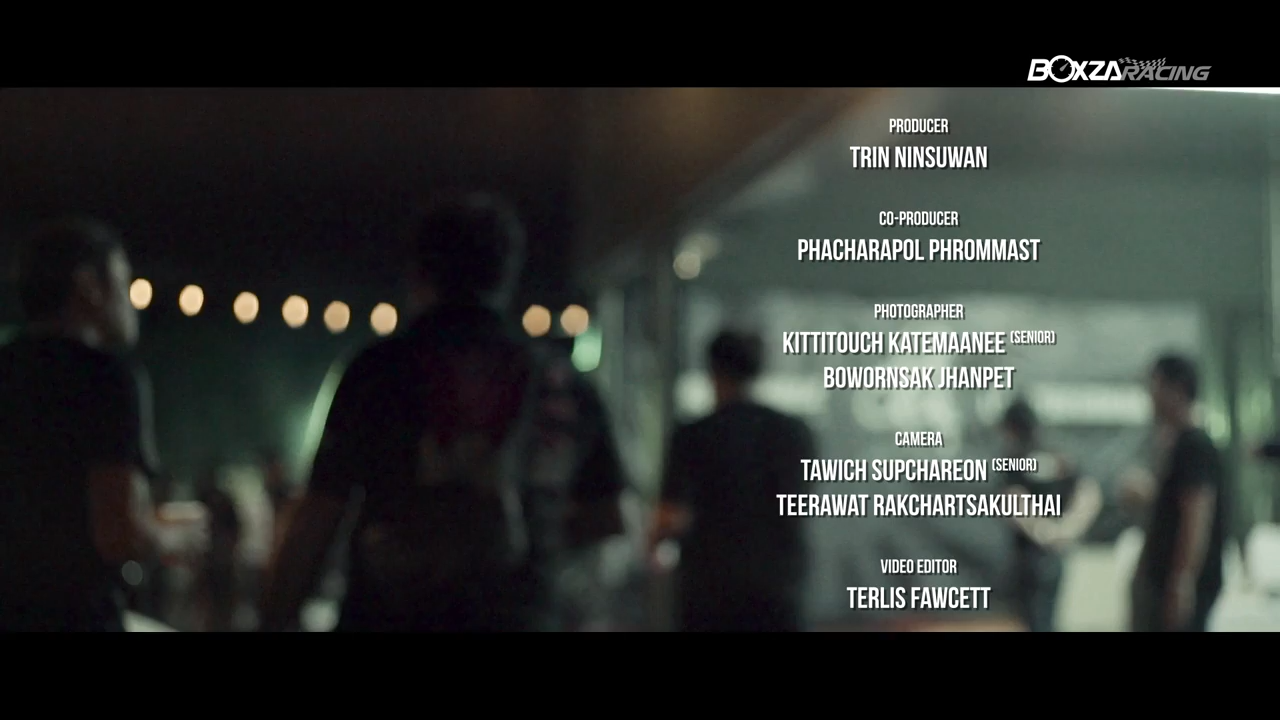 BOXZA RACING
PRODUCER
TRIN NINSUWAN
CO-PRODUCER
PHACHARAPOL PHROMMAST
PHOTOGRAPHER
KITTITOUCH KATEMAANEE (SENIOR)
BOWORNSAK JHANPET
CAMERA
TAWICH SUPCHAREON (SENIOR)
TEERAWAT RAKCHARTSAKULTHAI
VIDEO EDITOR
TERLIS FAWCETT